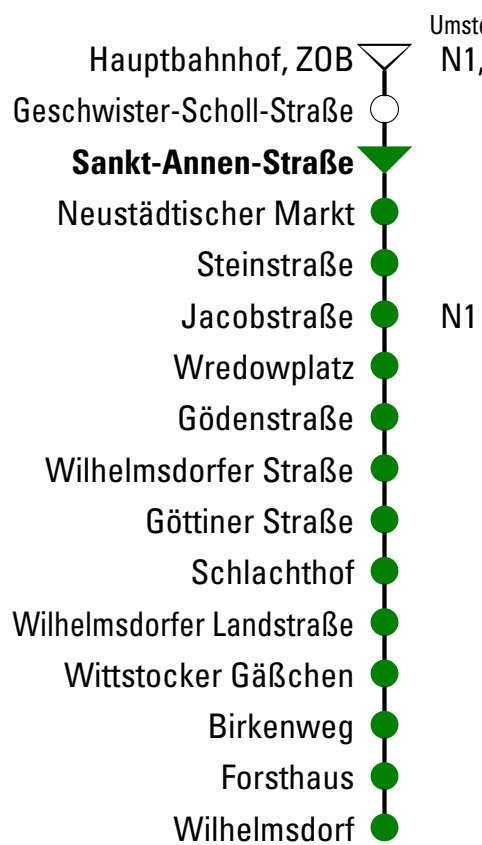 Hauptbahnhof, ZOB N1,
Geschwister-Scholl-Straße
Sankt-Annen-Straße
Neustädtischer Markt
Steinstraße
Jacobstraße N1
Wredowplatz
Gödenstraße
Wilhelmsdorfer Straße
Göttiner Straße
Schlachthof
Wilhelmsdorfer Landstraße
Wittstocker Gäßchen
Birkenweg
Forsthaus
Wilhelmsdorf